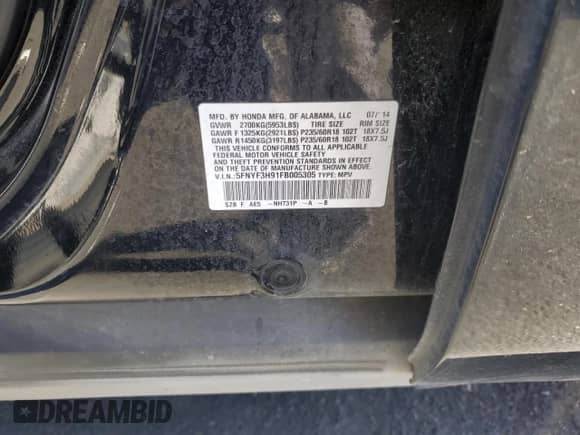 MFD. BY HONDA MFG. OF ALABAMA, LLC 07/ 14
GVWR 2700KG(5953LBS) TIRE SIZE RIM SIZE
GAWR F 1325KG(2921LBS) P235/60R18 102T 18X7.5J
GAWR R 1450KG(3197LBS) P235/60R18 102T 18X7.5J
THIS VEHICLE CONFORMS TO ALL APPLICABLE
FEDERAL MOTOR VEHICLE SAFETY
AND THEFT PREVENTION STANDARDS IN EFFECT
ON THE DATE OF MANUFACTURE SHOWN ABOVE.
V.I.N.:5FNYF3H91FB005305 TYPE: MPV
SZB F AE5 -NH731P -A -B
DREAMBID